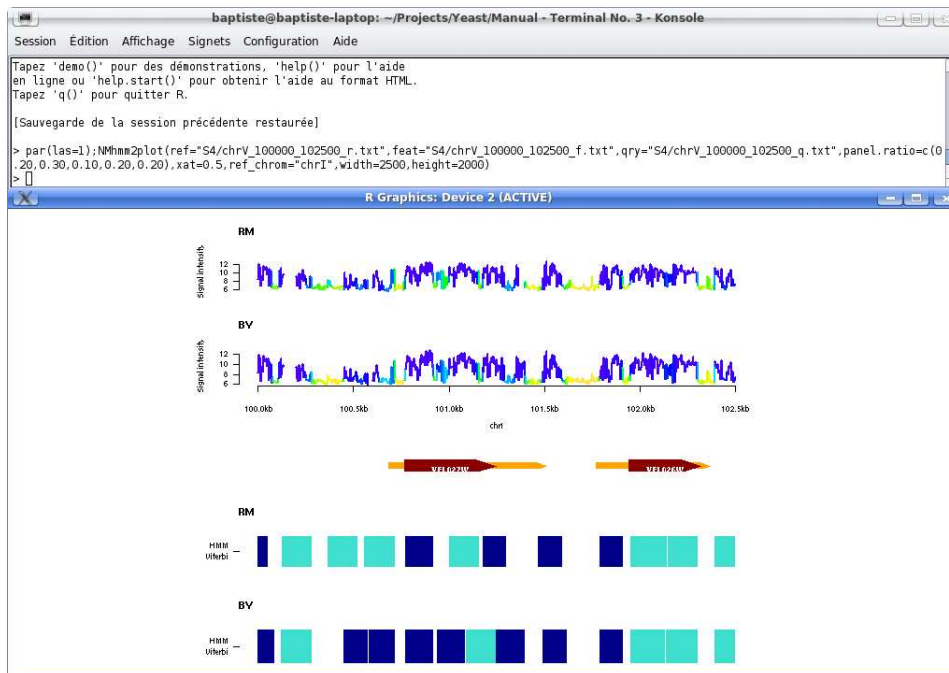 baptiste@baptiste-laptop: ~/Projects/Yeast/Manual - Terminal No. 3 - Konsole
Session Édition Affichage Signets Configuration Aide
Tapez 'demo()' pour des démonstrations, 'help()' pour l'aide
en ligne ou 'help.start()' pour obtenir l'aide au format HTML.
Tapez 'q()' pour quitter R.
[Sauvegarde de la session précédente restaurée]
> par(las=1);NMhmm2plot(ref="S4/chrV_100000_102500_r.txt",feat="S4/chrV_100000_102500_f.txt",qry="S4/chrV_100000_102500_q.txt",panel.ratio=c(0
.20,0.30,0.10,0.20,0.20),xat=0.5,ref_chrom="chrI",width=2500,height=2000)
>
R Graphics: Device 2 (ACTIVE)
RM
Signal intensity
12
10
8
6
BY
Signal intensity
12
10
8
6
100.0kb 100.5kb 101.0kb 101.5kb 102.0kb 102.5kb
chrI
YEL027W YEL026W
RM
HMM
Viterbi
BY
HMM
Viterbi